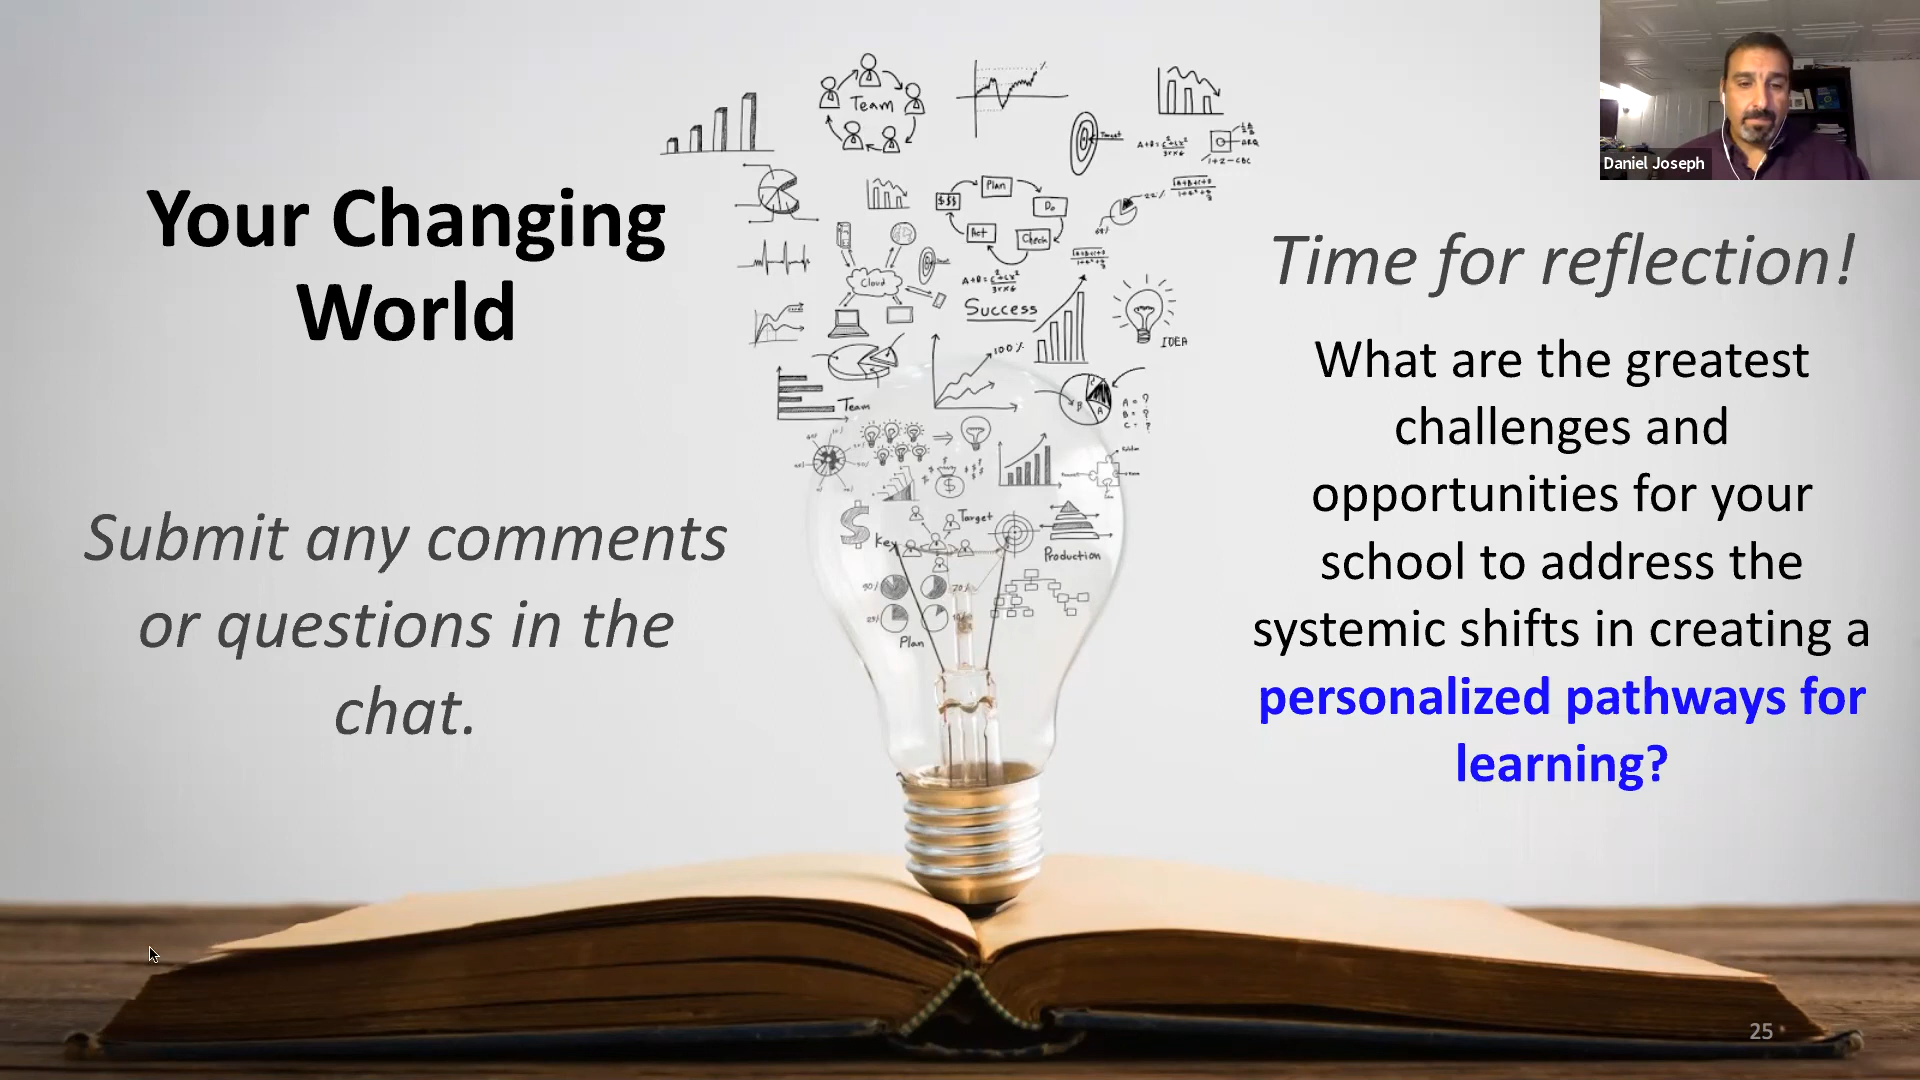 Your Changing
World
Submit any comments
or questions in the
chat.
Time for reflection!
What are the greatest
challenges and
opportunities for your
school to address the
systemic shifts in creating a
personalized pathways for
learning?
Daniel Joseph
Team
Target
Plan
$$$
Do
Act
Check
Cloud
Success
IDEA
100%
Team
B
A
A = ?
B = ?
C = ?
Target
Key
Production
Plan
25